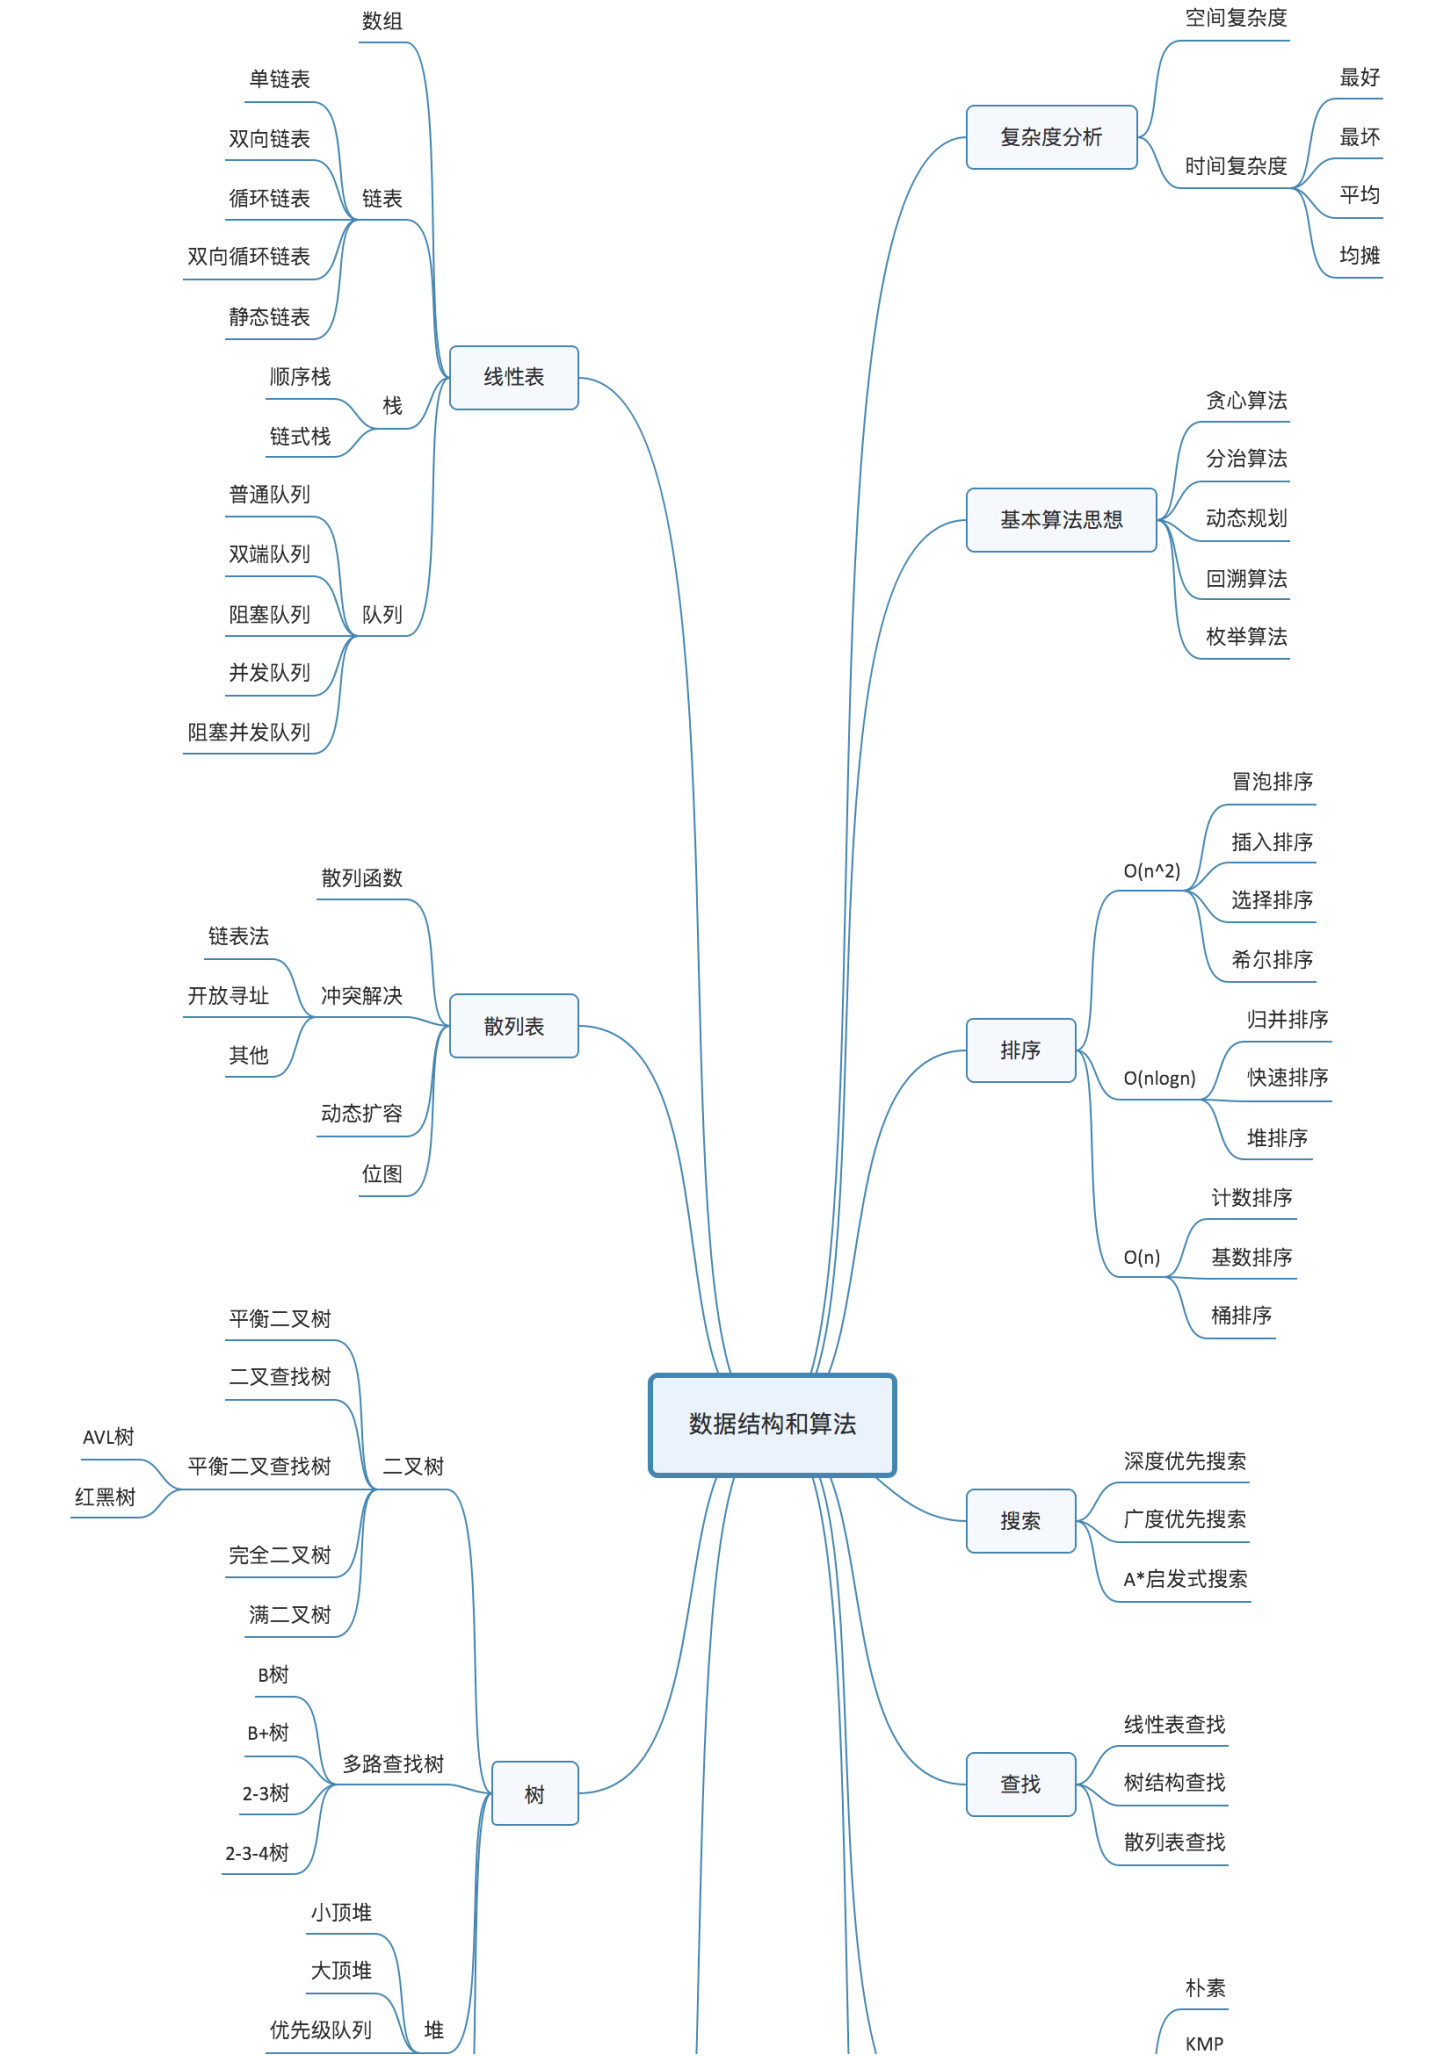 数据结构和算法
线性表
数组
链表
单链表
双向链表
循环链表
双向循环链表
静态链表
栈
顺序栈
链式栈
队列
普通队列
双端队列
阻塞队列
并发队列
阻塞并发队列
散列表
散列函数
冲突解决
链表法
开放寻址
其他
动态扩容
位图
树
二叉树
平衡二叉树
二叉查找树
平衡二叉查找树
AVL树
红黑树
完全二叉树
满二叉树
多路查找树
B树
B+树
2-3树
2-3-4树
堆
小顶堆
大顶堆
优先级队列
复杂度分析
空间复杂度
时间复杂度
最好
最坏
平均
均摊
基本算法思想
贪心算法
分治算法
动态规划
回溯算法
枚举算法
排序
O(n^2)
冒泡排序
插入排序
选择排序
希尔排序
O(nlogn)
归并排序
快速排序
堆排序
O(n)
计数排序
基数排序
桶排序
搜索
深度优先搜索
广度优先搜索
A*启发式搜索
查找
线性表查找
树结构查找
散列表查找
朴素
KMP